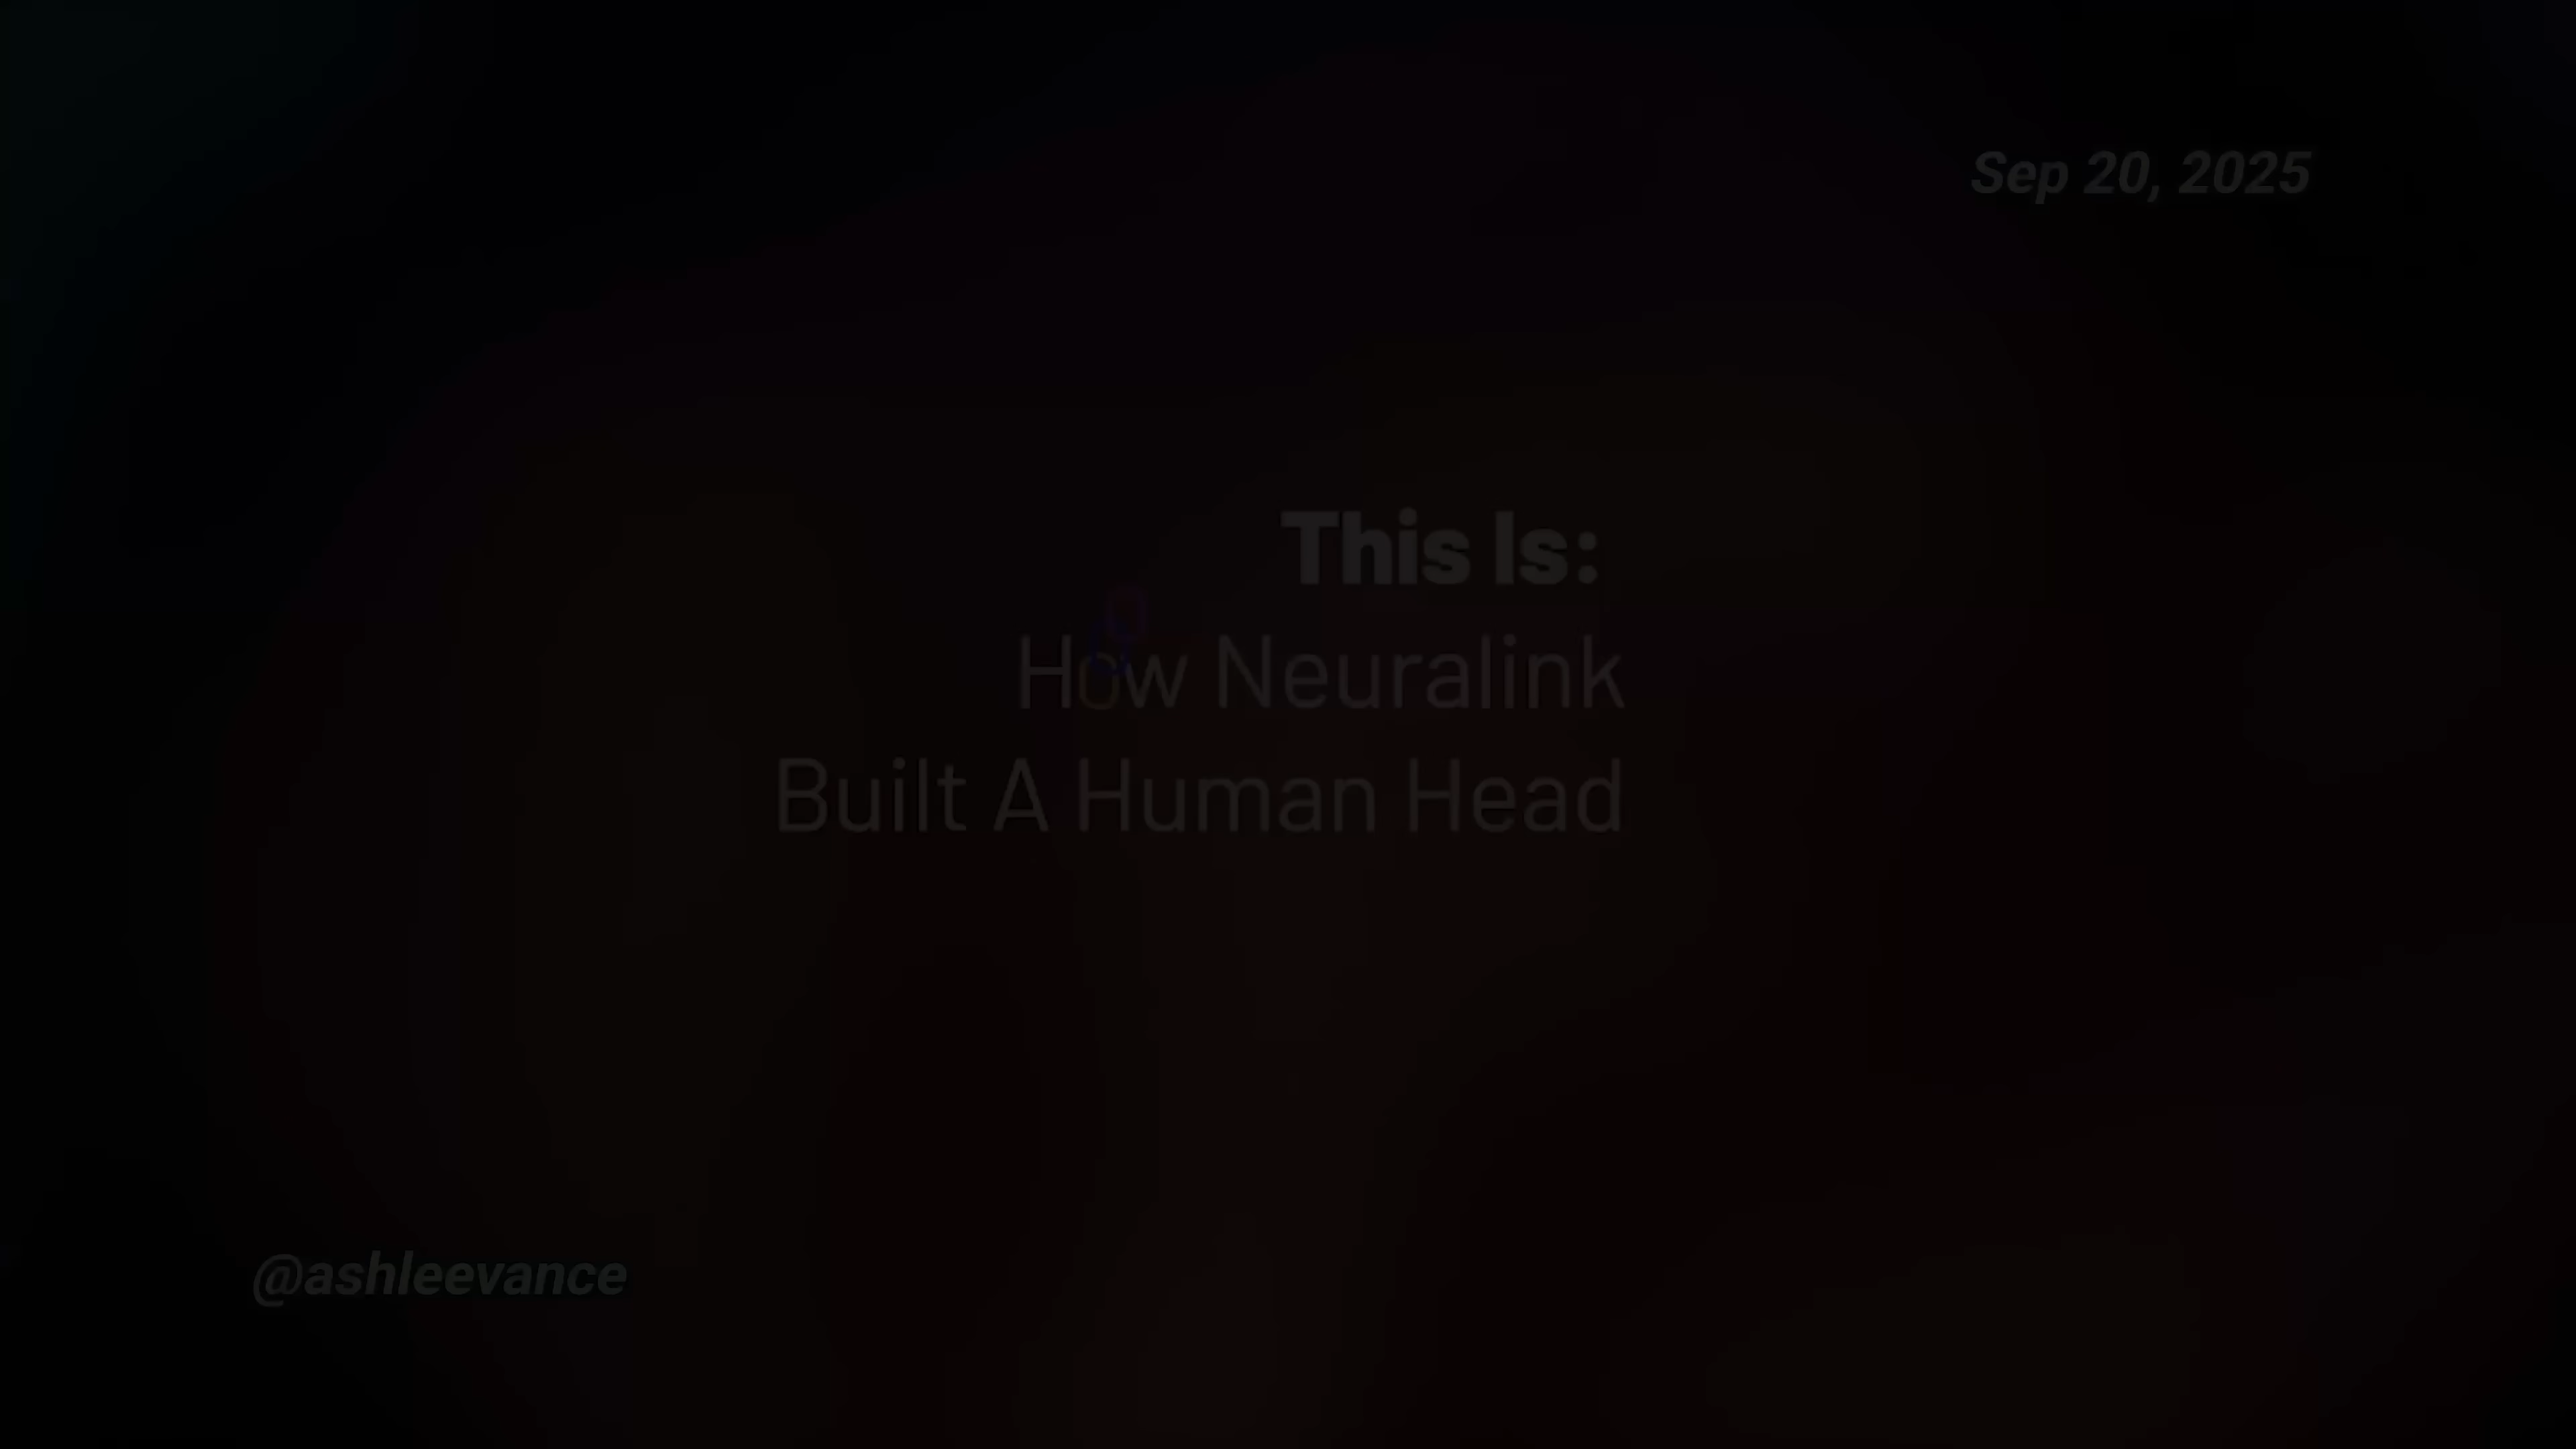 Sep 20, 2025
This Is:
How Neuralink
Built A Human Head
@ashleevance